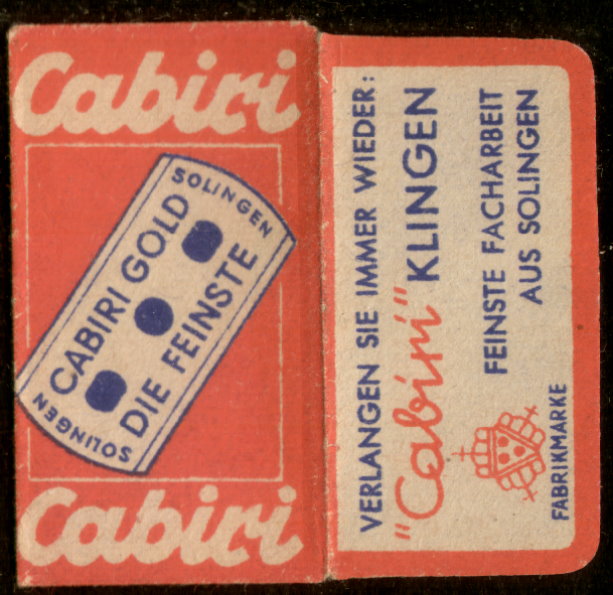 Cabiri
SOLINGEN
CABIRI GOLD
DIE FEINSTE
SOLINGEN
Cabiri
VERLANGEN SIE IMMER WIEDER:
"Cabiri" KLINGEN
FEINSTE FACHARBEIT
AUS SOLINGEN
FABRIKMARKE